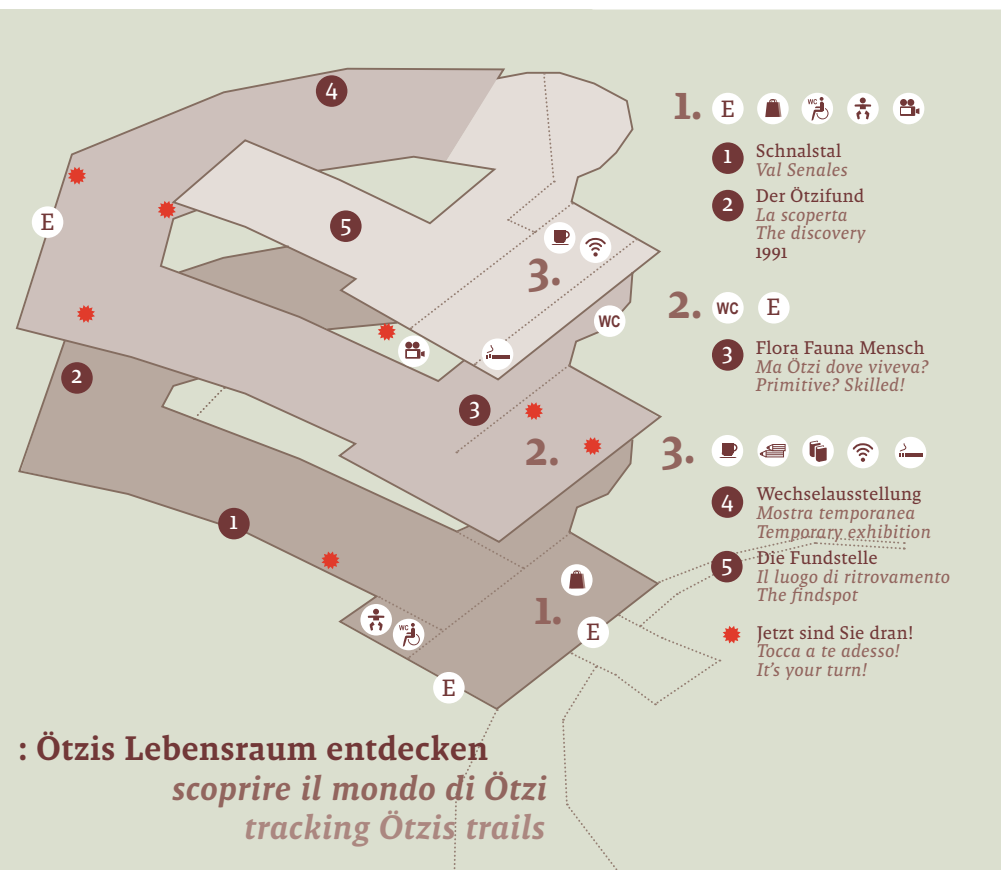 4
E
5
3.
WC
2
3
2.
1
WC
1.
E
E
1. E WC
1 Schnalstal
Val Senales
2 Der Ötzifund
La scoperta
The discovery
1991
2. WC E
3 Flora Fauna Mensch
Ma Ötzi dove viveva?
Primitive? Skilled!
3.
4 Wechselausstellung
Mostra temporanea
Temporary exhibition
5 Die Fundstelle
Il luogo di ritrovamento
The findspot
Jetzt sind Sie dran!
Tocca a te adesso!
It's your turn!
: Ötzis Lebensraum entdecken
scoprire il mondo di Ötzi
tracking Ötzis trails